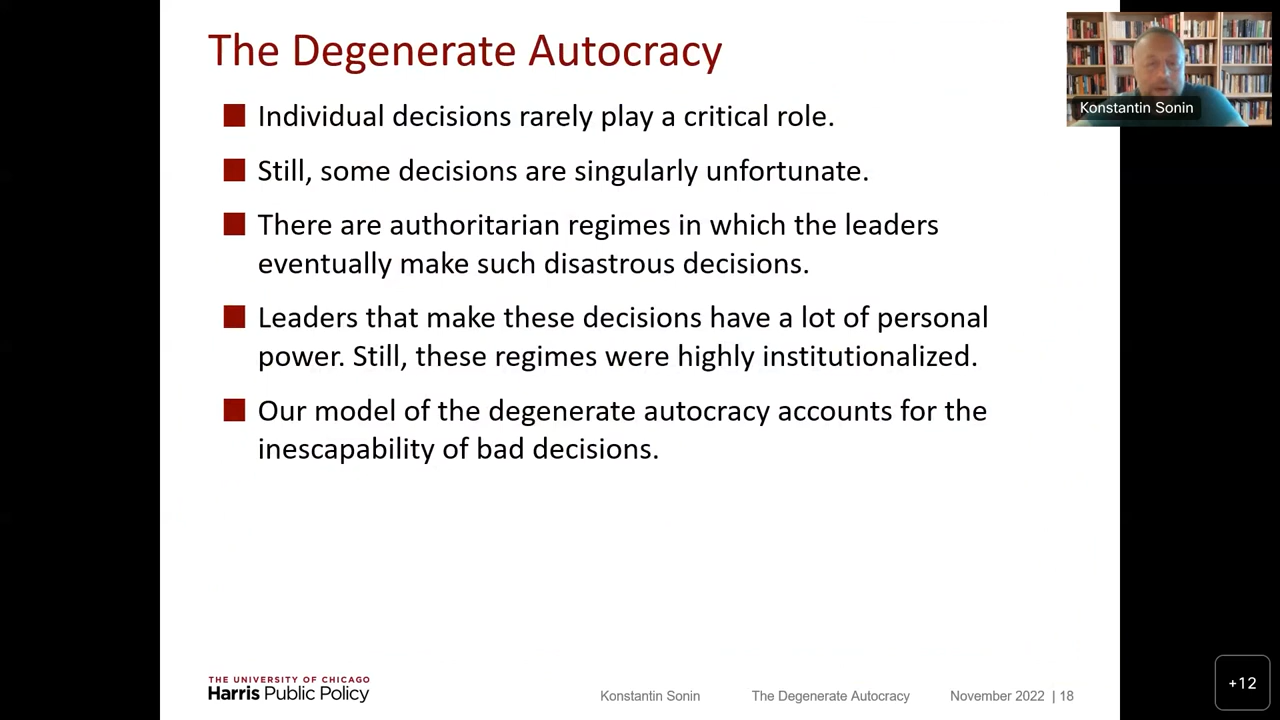 The Degenerate Autocracy
Konstantin Sonin
Individual decisions rarely play a critical role.
Still, some decisions are singularly unfortunate.
There are authoritarian regimes in which the leaders
eventually make such disastrous decisions.
Leaders that make these decisions have a lot of personal
power. Still, these regimes were highly institutionalized.
Our model of the degenerate autocracy accounts for the
inescapability of bad decisions.
THE UNIVERSITY OF CHICAGO
Harris Public Policy
Konstantin Sonin The Degenerate Autocracy November 2022 | 18
+12